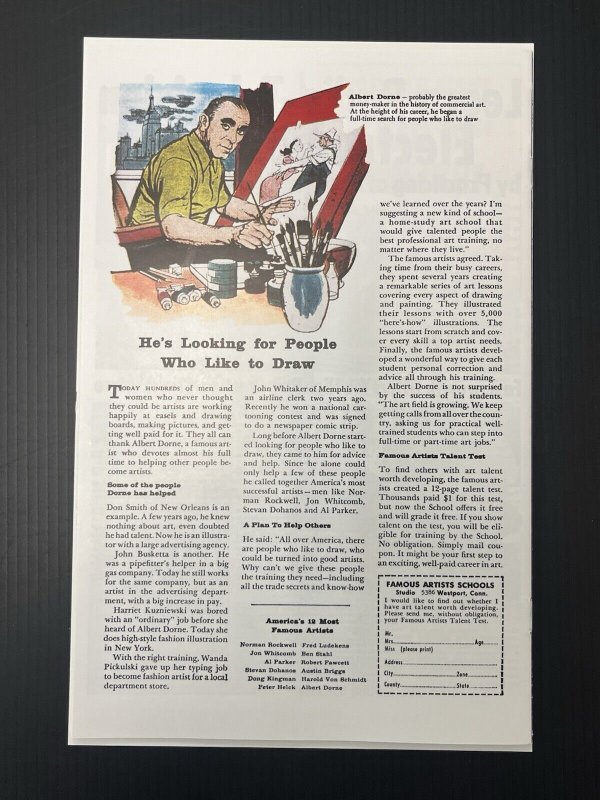 Albert Dorne — probably the greatest
money-maker in the history of commercial art.
At the height of his career, he began a
full-time search for people who like to draw
He's Looking for People
Who Like to Draw
TODAY HUNDREDS of men and
women who never thought
they could be artists are working
happily at easels and drawing
boards, making pictures, and get-
ting well paid for it. They all can
thank Albert Dorne, a famous art-
ist who devotes almost his full
time to helping other people be-
come artists.
Some of the people
Dorne has helped
Don Smith of New Orleans is an
example. A few years ago, he knew
nothing about art, even doubted
he had talent. Now he is an illustra-
tor with a large advertising agency.
John Busketta is another. He
was a pipefitter's helper in a big
gas company. Today he still works
for the same company, but as an
artist in the advertising depart-
ment, with a big increase in pay.
Harriet Kuzniewski was bored
with an "ordinary" job before she
heard of Albert Dorne. Today she
does high-style fashion illustration
in New York.
With the right training, Wanda
Pickulski gave up her typing job
to become fashion artist for a local
department store.
John Whitaker of Memphis was
an airline clerk two years ago.
Recently he won a national car-
tooning contest and was signed
to do a newspaper comic strip.
Long before Albert Dorne start-
ed looking for people who like to
draw, they came to him for advice
and help. Since he alone could
only help a few of these people
he called together America's most
successful artists—men like Nor-
man Rockwell, Jon Whitcomb,
Stevan Dohanos and Al Parker.
A Plan To Help Others
He said: "All over America, there
are people who like to draw, who
could be turned into good artists.
Why can't we give these people
the training they need—including
all the trade secrets and know-how
America's 12 Most
Famous Artists
Norman Rockwell Fred Ludekens
Jon Whitcomb Ben Stahl
Al Parker Robert Fawcett
Stevan Dohanos Austin Briggs
Dong Kingman Harold Von Schmidt
Peter Helck Albert Dorne
we've learned over the years? I'm
suggesting a new kind of school—
a home-study art school that
would give talented people the
best professional art training, no
matter where they live."
The famous artists agreed. Tak-
ing time from their busy careers,
they spent several years creating
a remarkable series of art lessons
covering every aspect of drawing
and painting. They illustrated
their lessons with over 5,000
"here's-how" illustrations. The
lessons start from scratch and cov-
er every skill a top artist needs.
Finally, the famous artists devel-
oped a wonderful way to give each
student personal correction and
advice all through his training.
Albert Dorne is not surprised
by the success of his students.
"The art field is growing. We keep
getting calls from all over the coun-
try, asking us for practical well-
trained students who can step into
full-time or part-time art jobs."
Famous Artists Talent Test
To find others with art talent
worth developing, the famous art-
ists created a 12-page talent test.
Thousands paid $1 for this test,
but now the School offers it free
and will grade it free. If you show
talent on the test, you will be eli-
gible for training by the School.
No obligation. Simply mail cou-
pon. It might be your first step to
an exciting, well-paid career in art.
FAMOUS ARTISTS SCHOOLS
Studio 5386 Westport, Conn.
I would like to find out whether I
have art talent worth developing.
Please send me, without obligation,
your Famous Artists Talent Test.
Mr.
Mrs. Age
Miss (please print)
Address
City Zone
County State